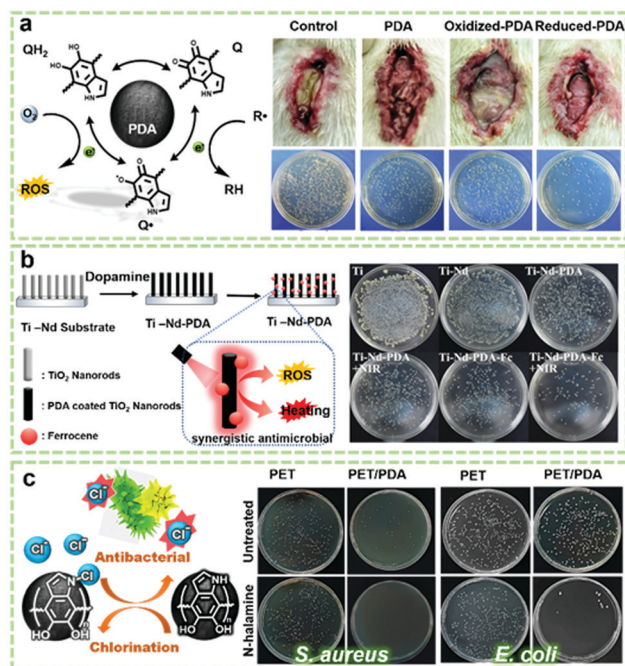 a
Control PDA Oxidized-PDA Reduced-PDA
QH2
HO
HO
N
H
O
O
N
H
Q
O2
PDA
R•
e
e
ROS
•O
O
N
H
Q•
RH
b
Dopamine
Ti –Nd Substrate
Ti –Nd-PDA
Ti –Nd-PDA
: TiO2 Nanorods
: PDA coated TiO2 Nanorods
: Ferrocene
ROS
Heating
synergistic antimicrobial
Ti
Ti-Nd
Ti-Nd-PDA
Ti-Nd-PDA
+NIR
Ti-Nd-PDA-Fc
Ti-Nd-PDA-Fc
+NIR
c
PET PET/PDA PET PET/PDA
Untreated
N-halamine
Cl-
Cl-
Cl-
Cl-
Antibacterial
N
Cl
NH
n
n
HO
OH
HO
OH
Chlorination
S. aureus
E. coli